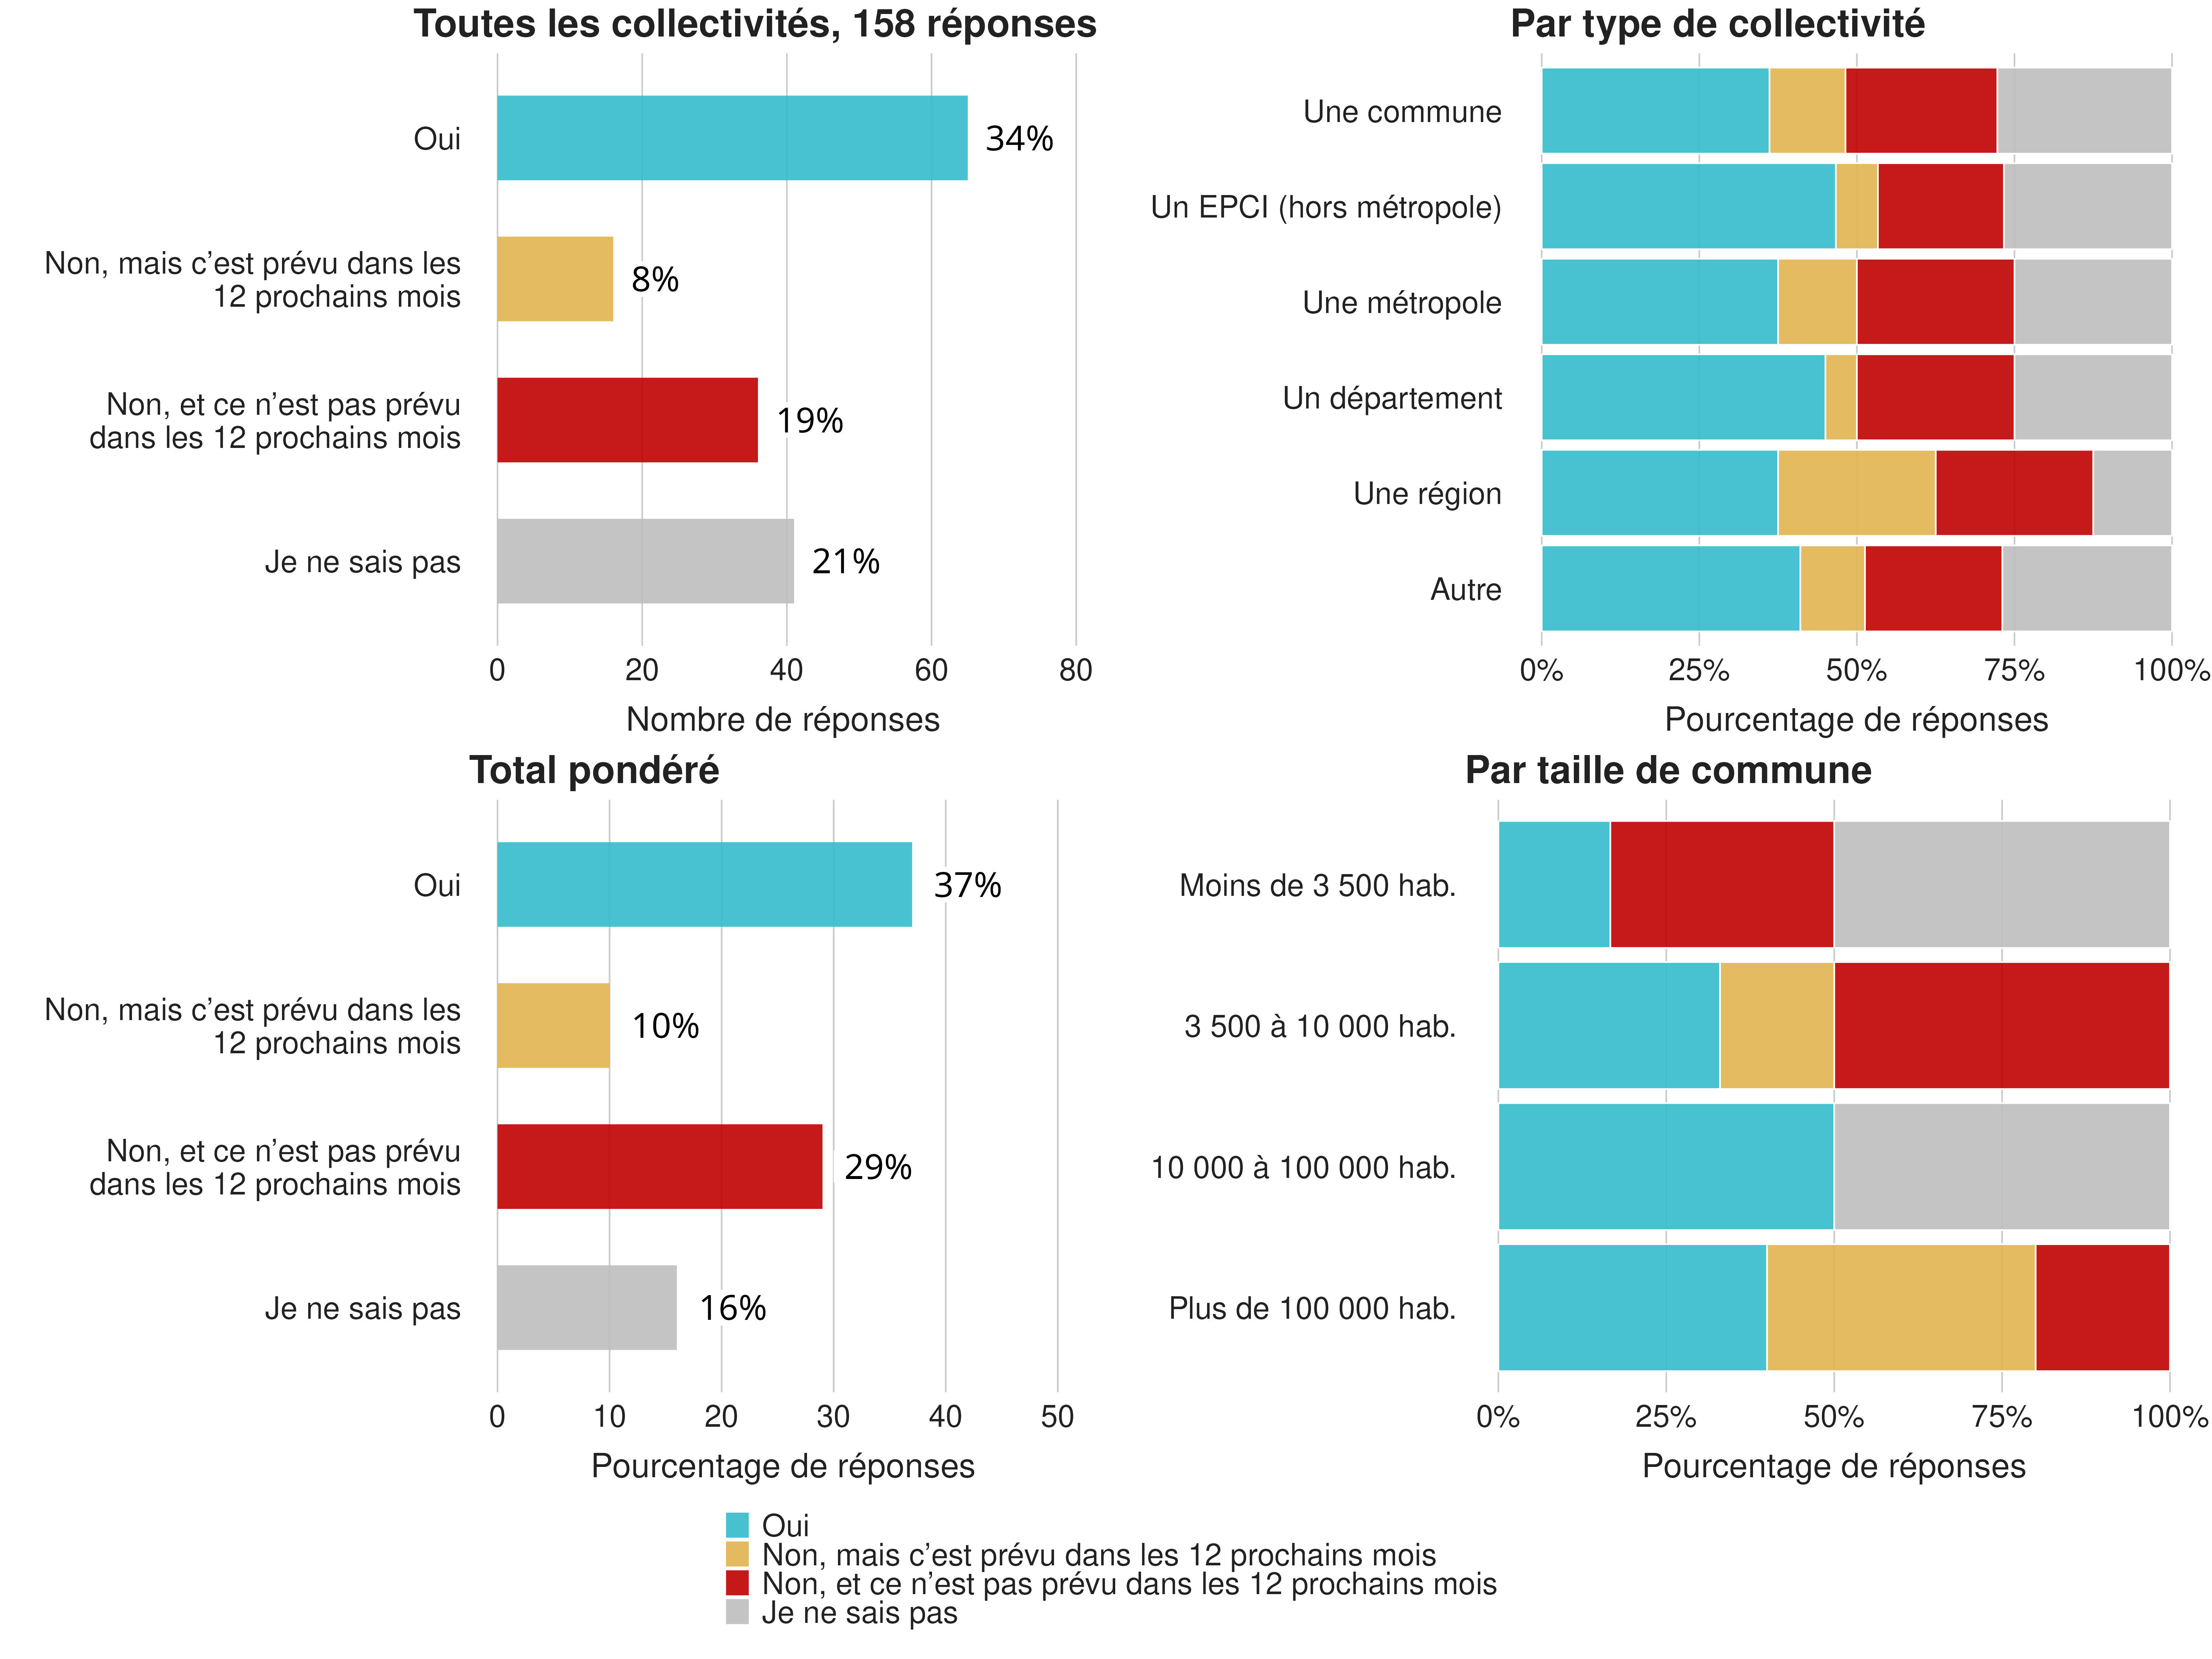 Toutes les collectivités, 158 réponses
Oui
34%
Non, mais c’est prévu dans les
12 prochains mois
8%
Non, et ce n’est pas prévu
dans les 12 prochains mois
19%
Je ne sais pas
21%
0 20 40 60 80
Nombre de réponses
Par type de collectivité
Une commune
Un EPCI (hors métropole)
Une métropole
Un département
Une région
Autre
0% 25% 50% 75% 100%
Pourcentage de réponses
Total pondéré
Oui
37%
Non, mais c’est prévu dans les
12 prochains mois
10%
Non, et ce n’est pas prévu
dans les 12 prochains mois
29%
Je ne sais pas
16%
0 10 20 30 40 50
Pourcentage de réponses
Par taille de commune
Moins de 3 500 hab.
3 500 à 10 000 hab.
10 000 à 100 000 hab.
Plus de 100 000 hab.
0% 25% 50% 75% 100%
Pourcentage de réponses
Oui
Non, mais c’est prévu dans les 12 prochains mois
Non, et ce n’est pas prévu dans les 12 prochains mois
Je ne sais pas